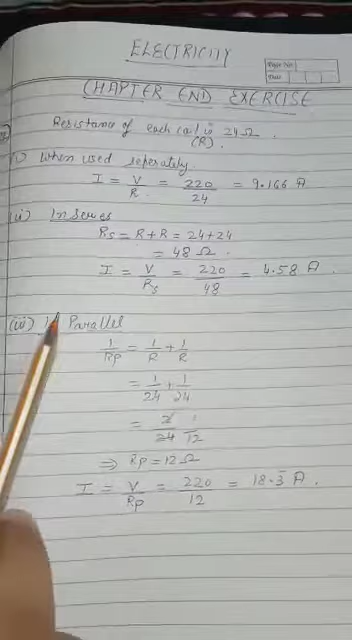 ELECTRICITY
Page No.
Date
CHAPTER END EXERCISE
Resistance of each coil is 24Ω.
(R)
(i) When used seperately.
I = V/R = 220/24 = 9.166 A
(ii) In Series
Rs = R + R = 24 + 24
= 48 Ω.
I = V/Rs = 220/48 = 4.58 A.
(iii) Parallel
1/Rp = 1/R + 1/R
= 1/24 + 1/24
= 2/24 1/12
⇒ Rp = 12 Ω
I = V/Rp = 220/12 = 18.3̅ A.